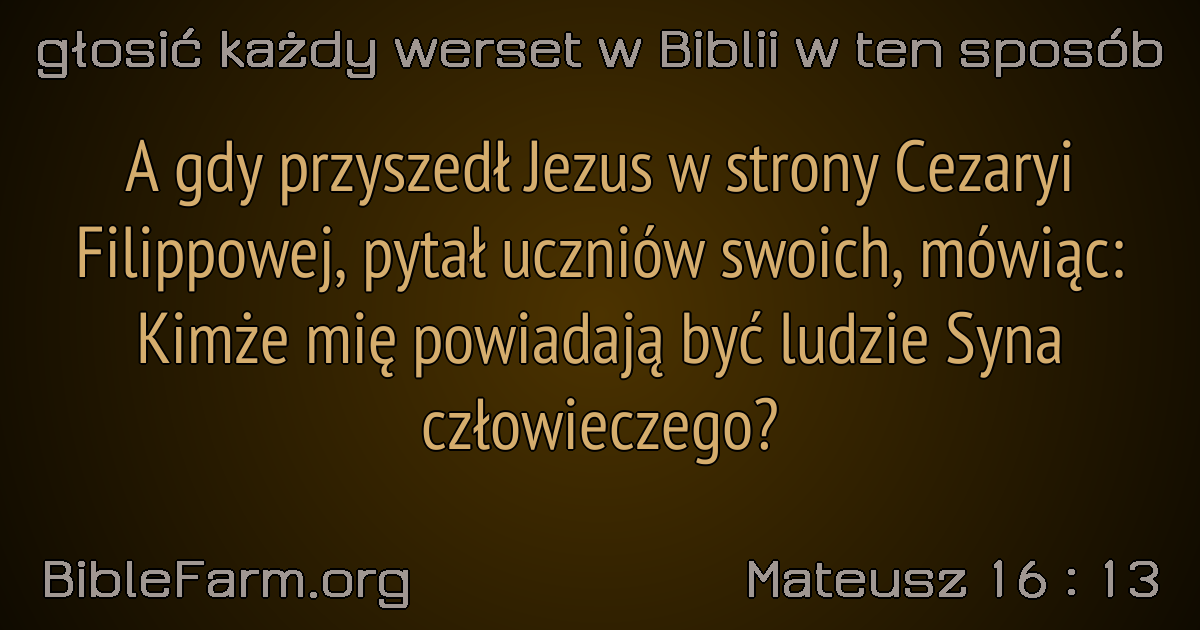 głosić każdy werset w Biblii w ten sposób
A gdy przyszedł Jezus w strony Cezaryi
Filippowej, pytał uczniów swoich, mówiąc:
Kimże mię powiadają być ludzie Syna
człowieczego?
BibleFarm.org
Mateusz 16 : 13